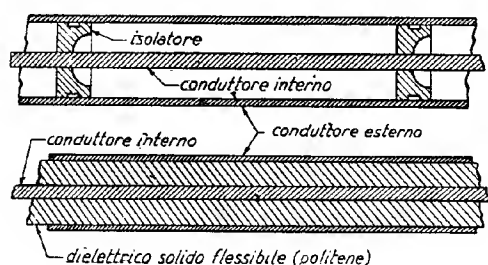 isolatore
conduttore interno
conduttore esterno
conduttore interno
dielettrico solido flessibile (politene)